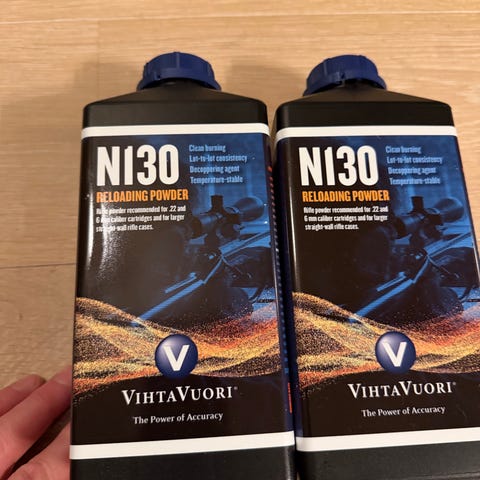 N130
Clean burning
Lot-to-lot consistency
Decoppering agent
Temperature-stable
RELOADING POWDER
Rifle powder recommended for .22 and
6 mm caliber cartridges and for larger
straight-wall rifle cases.
V
VIHTAVUORI®
The Power of Accuracy
N130
Clean burning
Lot-to-lot consistency
Decoppering agent
Temperature-stable
RELOADING POWDER
Rifle powder recommended for .22 and
6 mm caliber cartridges and for larger
straight-wall rifle cases.
V
VIHTAVUORI®
The Power of Accuracy